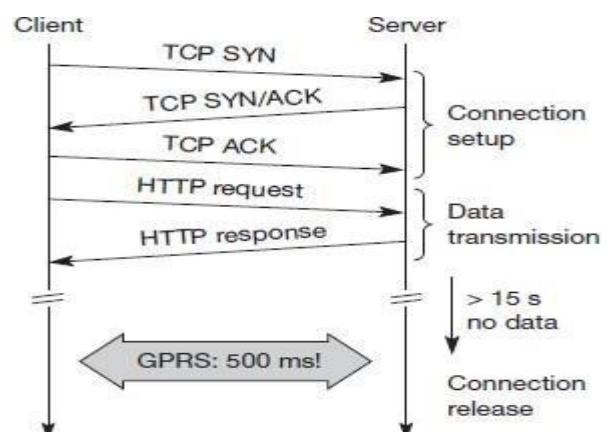 Client
Server
TCP SYN
TCP SYN/ACK
Connection
setup
TCP ACK
HTTP request
Data
transmission
HTTP response
> 15 s
no data
GPRS: 500 ms!
Connection
release